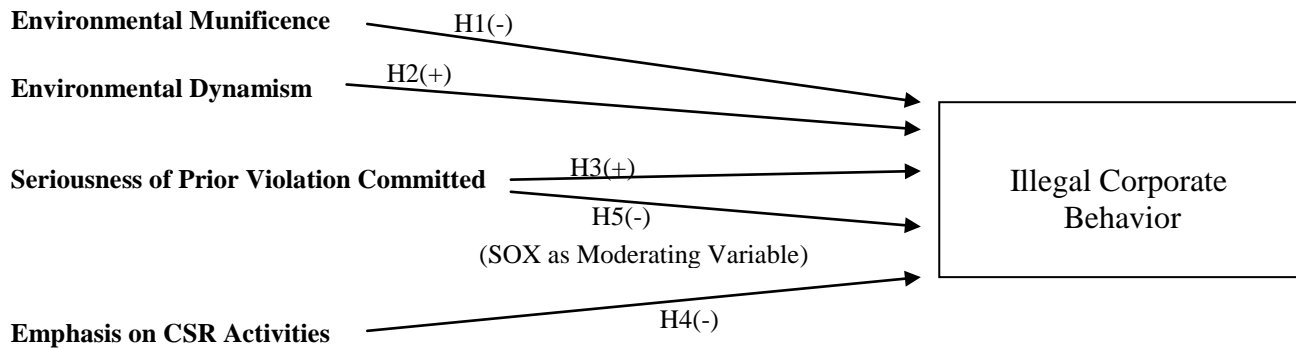 Environmental Munificence
H1(-)
Environmental Dynamism
H2(+)
Seriousness of Prior Violation Committed
H3(+)
H5(-)
(SOX as Moderating Variable)
Emphasis on CSR Activities
H4(-)
Illegal Corporate
Behavior